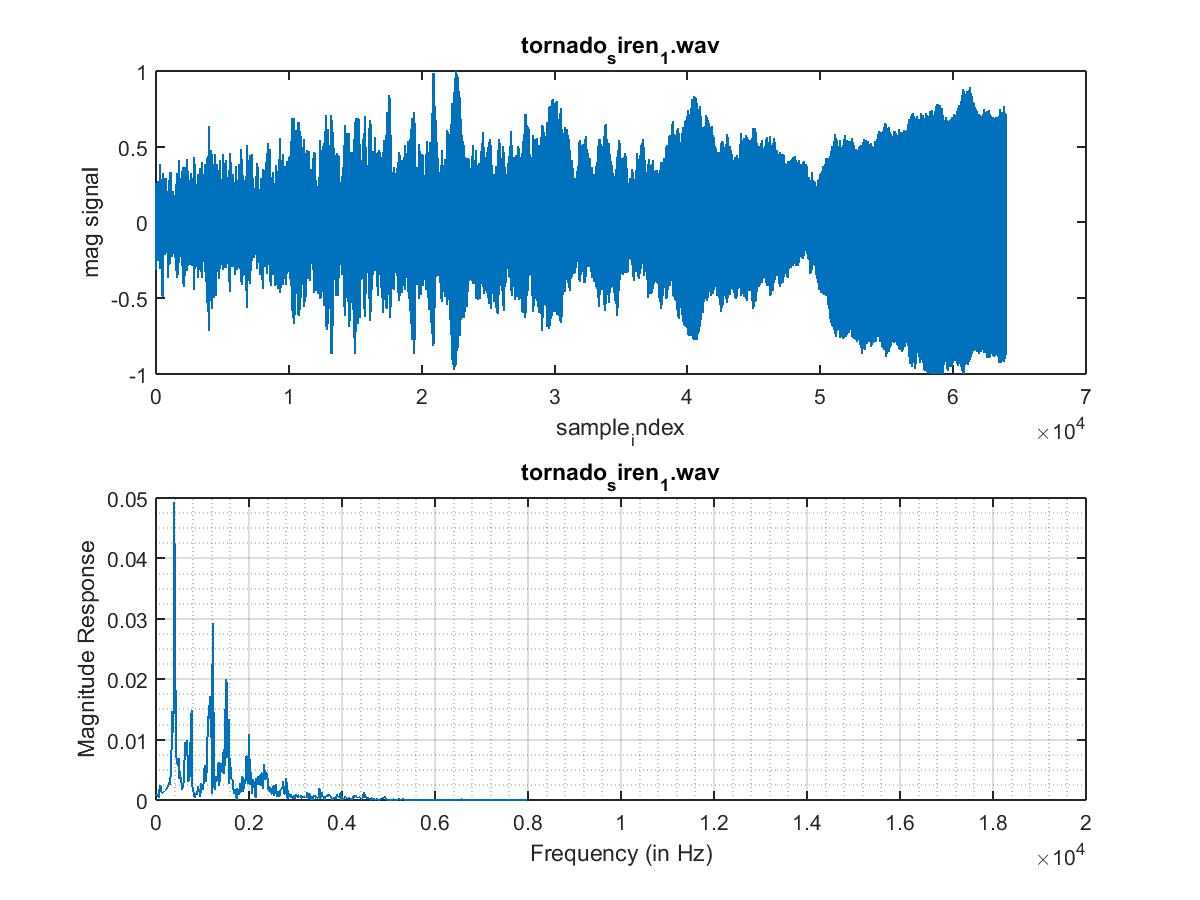 tornado_siren_1.wav
1
0.5
0
-0.5
-1
mag signal
0 1 2 3 4 5 6 7
×10^4
sample_index
tornado_siren_1.wav
0.05
0.04
0.03
0.02
0.01
0
Magnitude Response
0 0.2 0.4 0.6 0.8 1 1.2 1.4 1.6 1.8 2
×10^4
Frequency (in Hz)